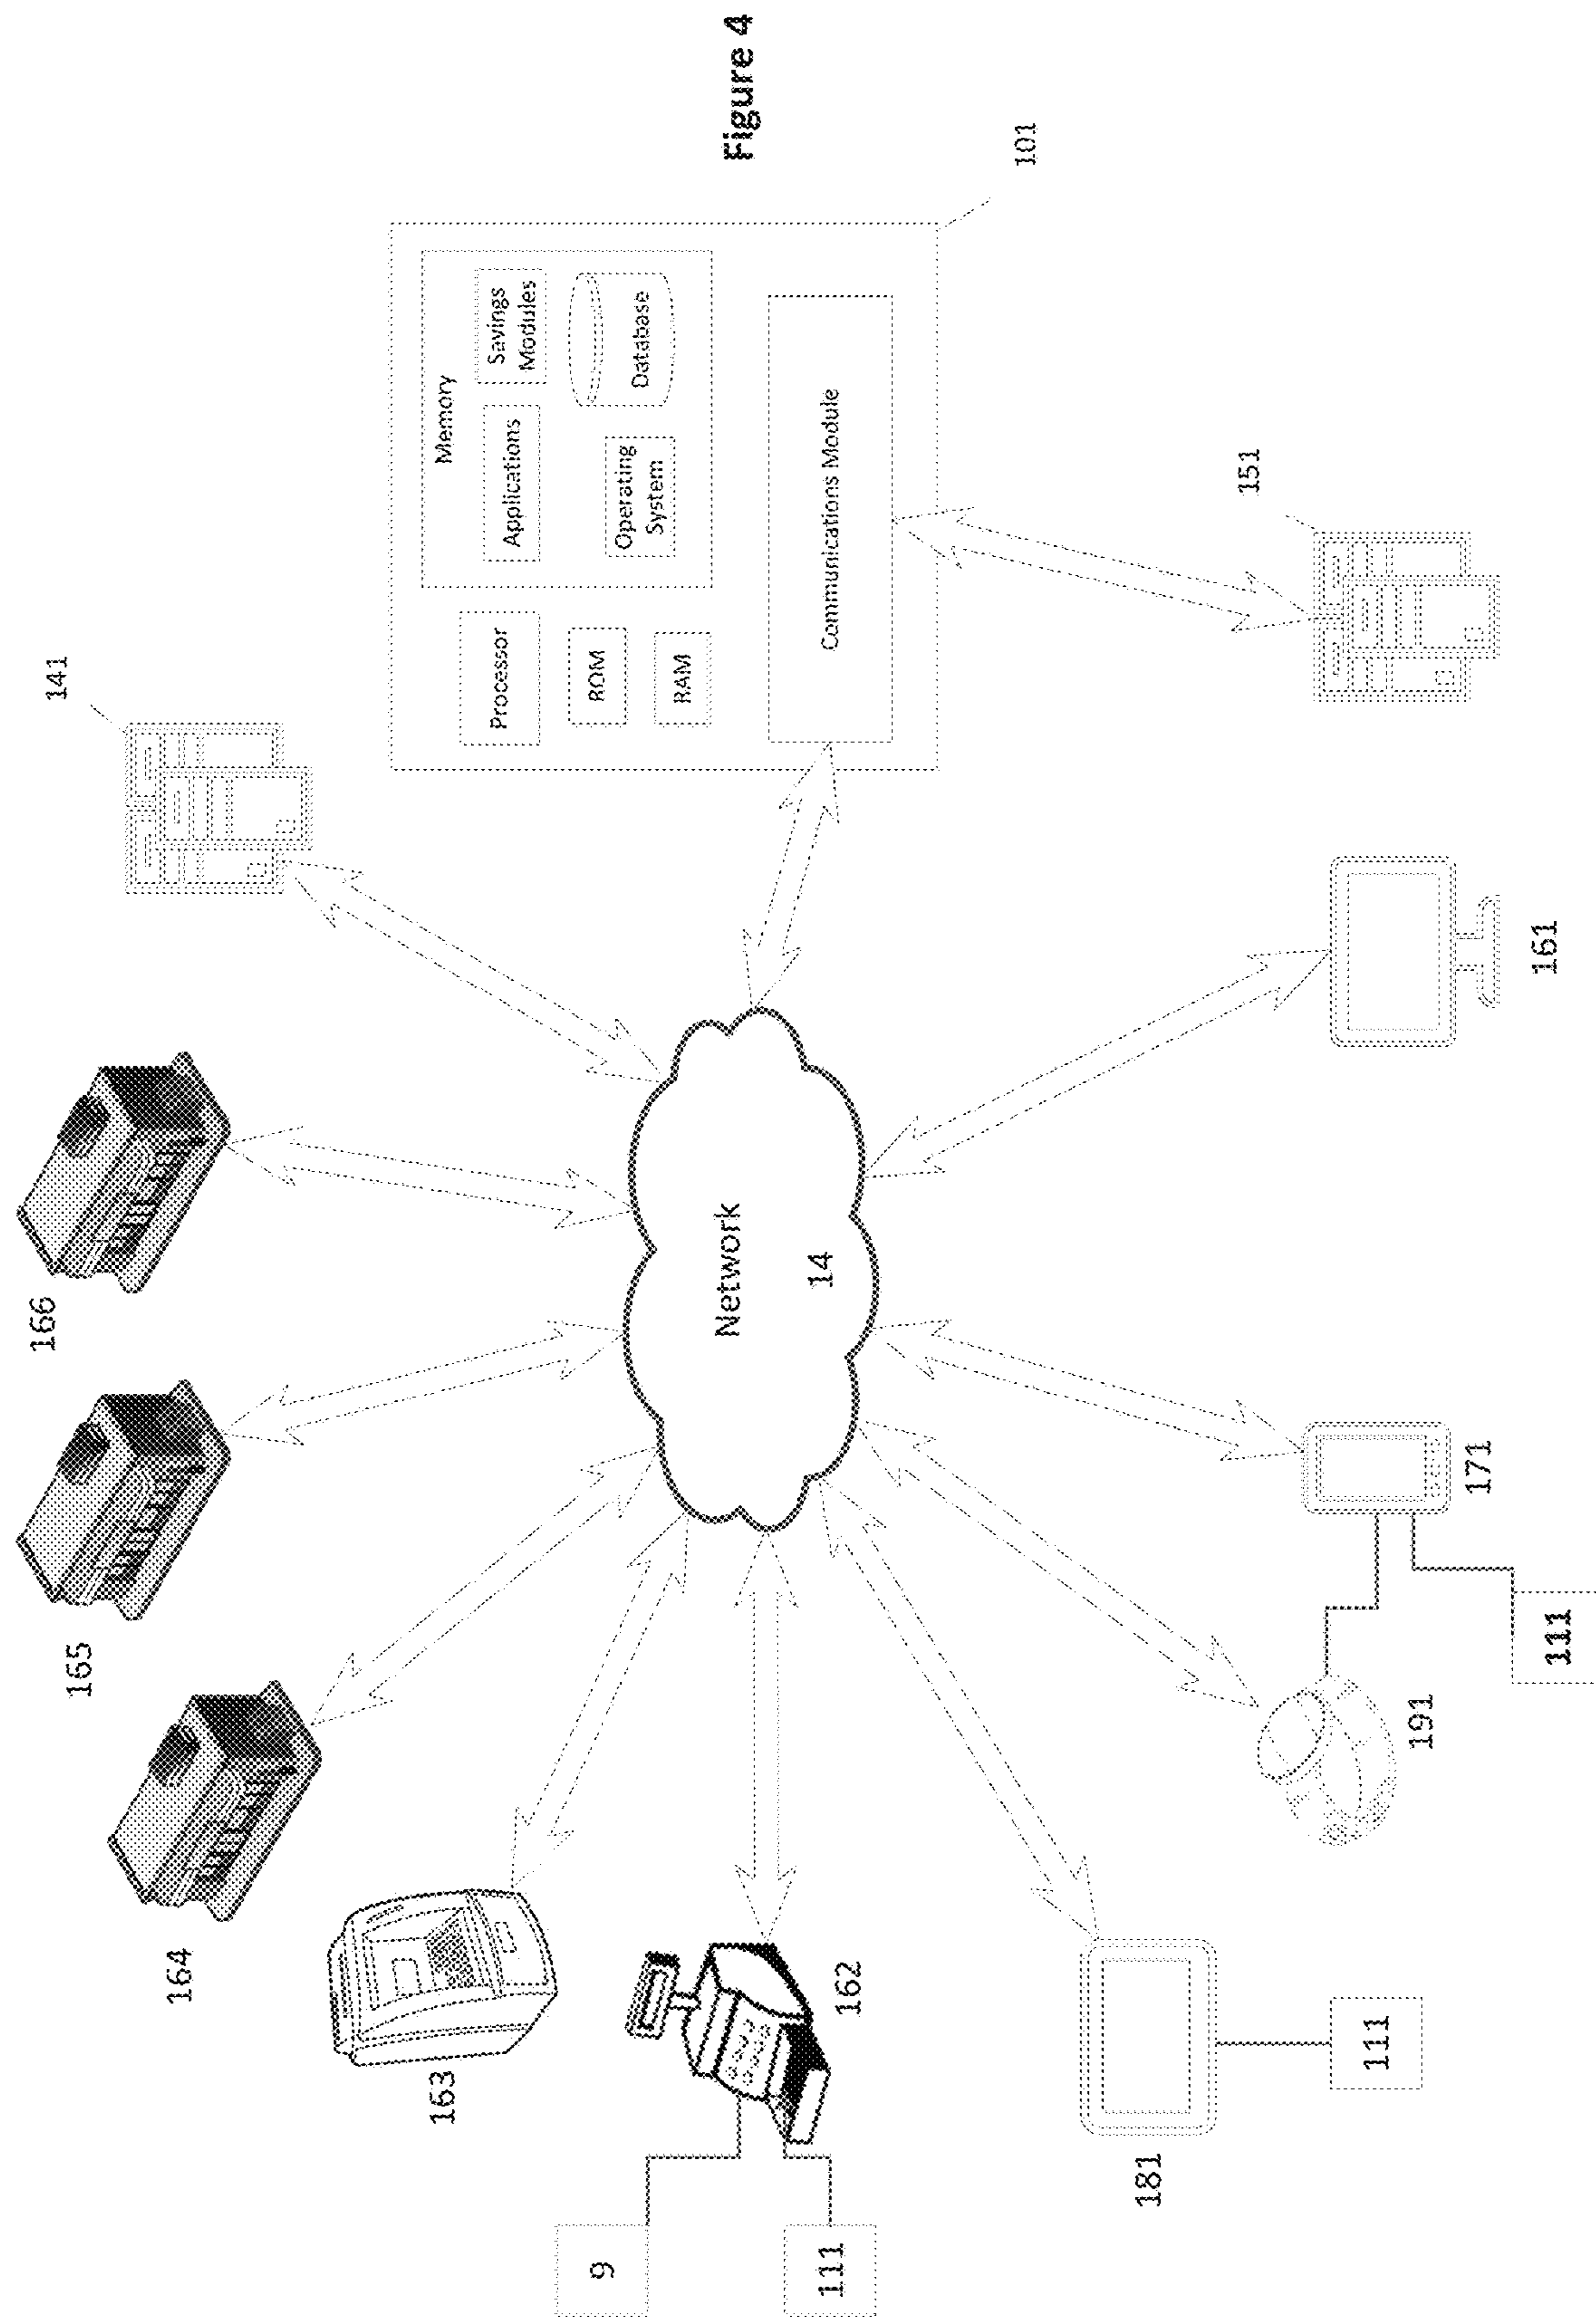 166
165
164
163
9
111
162
181
111
191
171
111
Network
14
161
141
Processor
ROM
RAM
Memory
Applications
Savings
Modules
Operating
System
Database
Communications Module
101
151
Figure 4